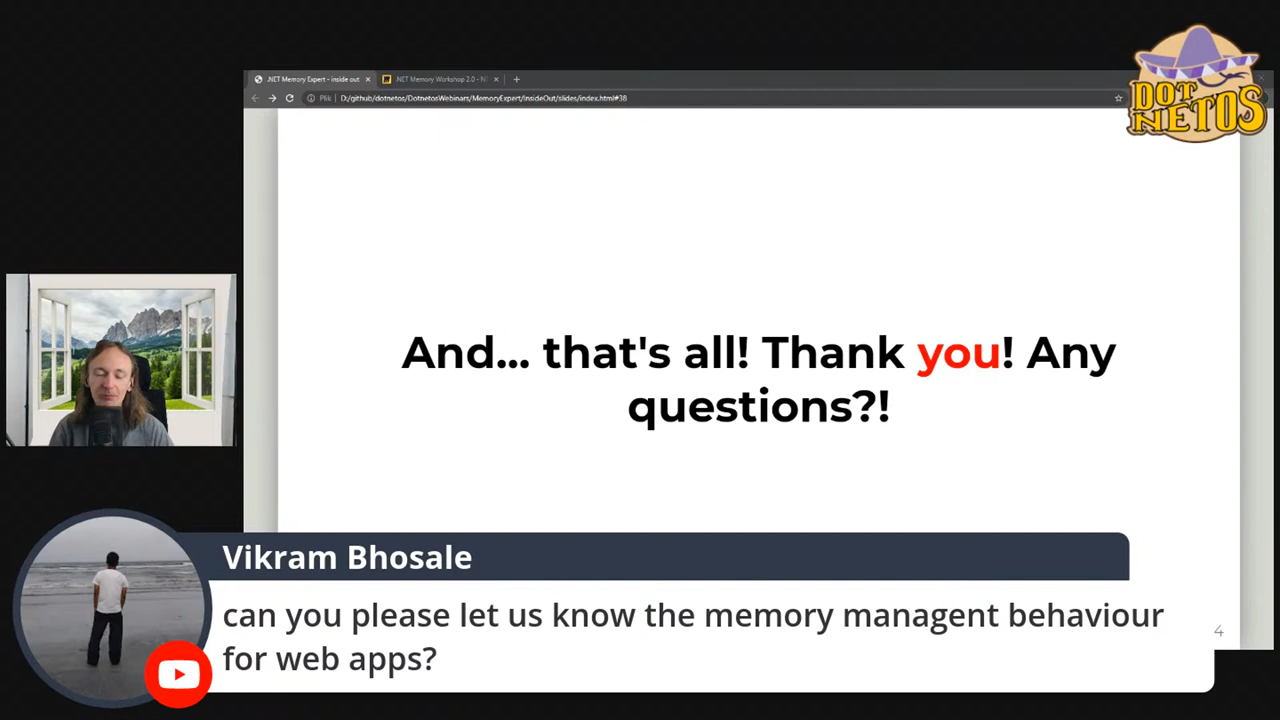 .NET Memory Expert - inside out
.NET Memory Workshop 2.0 - N
Plik | D:/github/dotnetos/DotnetosWebinars/MemoryExpert/InsideOut/slides/index.html#38
DOT
NETOS
And... that's all! Thank you! Any
questions?!
Vikram Bhosale
can you please let us know the memory managent behaviour
for web apps?
4